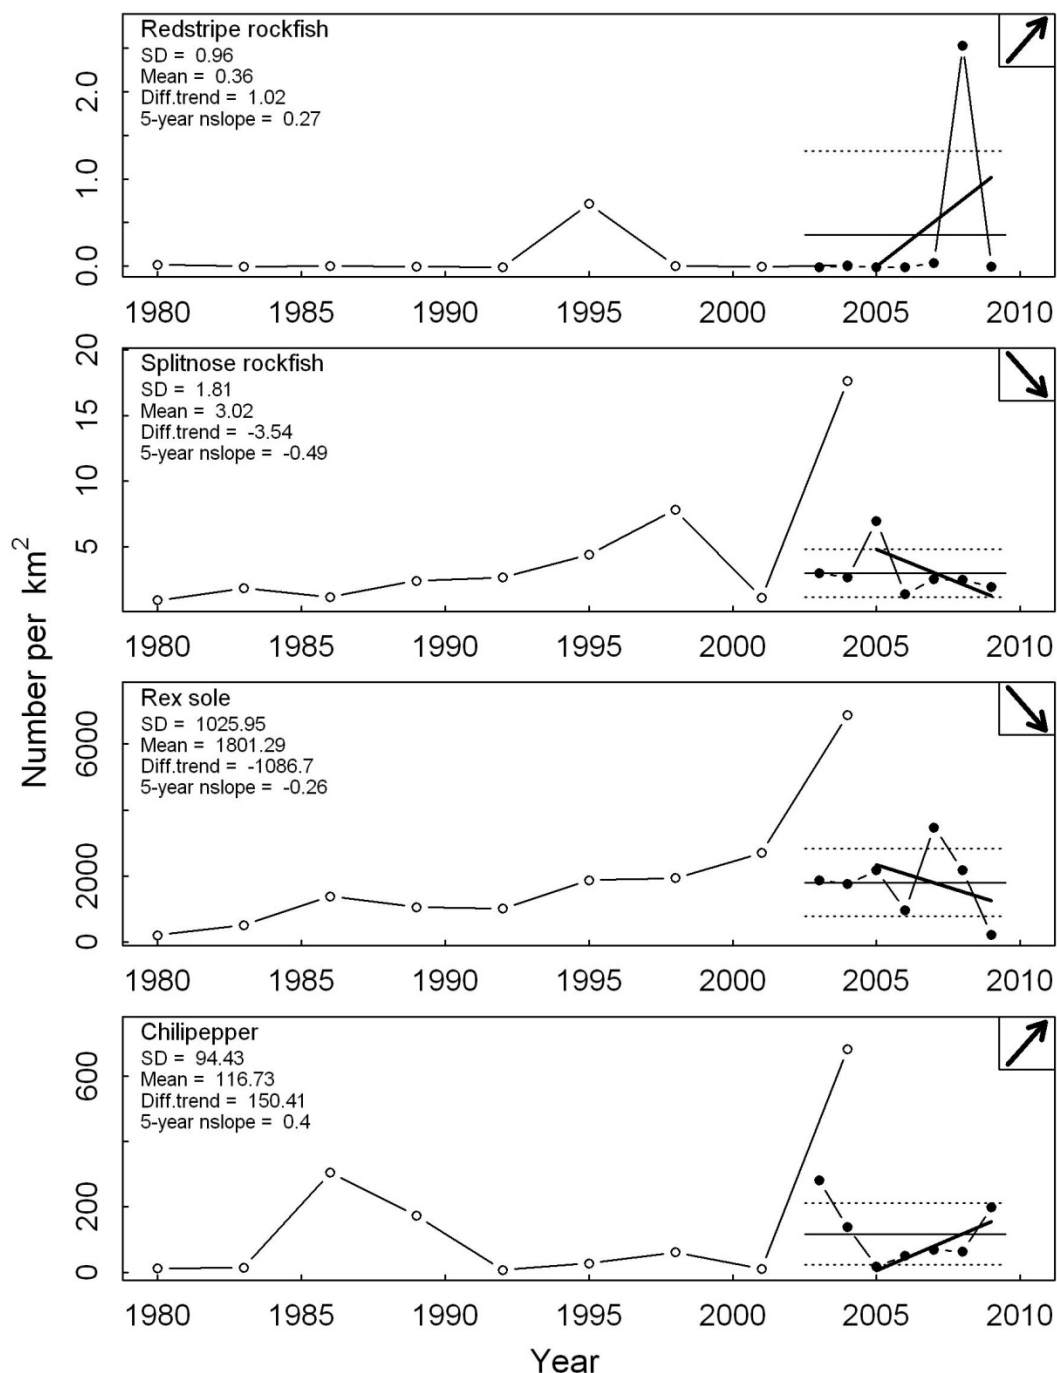 Redstripe rockfish
SD = 0.96
Mean = 0.36
Diff.trend = 1.02
5-year nslope = 0.27
0.0 1.0 2.0
1980 1985 1990 1995 2000 2005 2010
Splitnose rockfish
SD = 1.81
Mean = 3.02
Diff.trend = -3.54
5-year nslope = -0.49
5 10 15 20
1980 1985 1990 1995 2000 2005 2010
Number per km²
Rex sole
SD = 1025.95
Mean = 1801.29
Diff.trend = -1086.7
5-year nslope = -0.26
0 2000 6000
1980 1985 1990 1995 2000 2005 2010
Chilipepper
SD = 94.43
Mean = 116.73
Diff.trend = 150.41
5-year nslope = 0.4
0 200 600
1980 1985 1990 1995 2000 2005 2010
Year